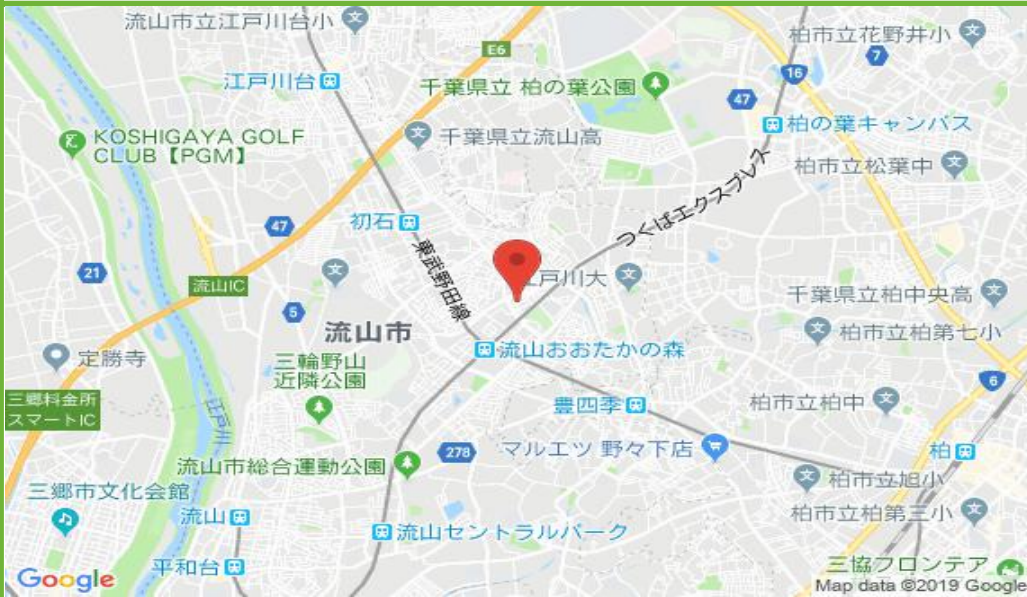 流山市立江戸川台小
柏市立花野井小
E6
7
江戸川台
千葉県立 柏の葉公園
16
47
柏の葉キャンパス
KOSHIGAYA GOLF
CLUB【PGM】
千葉県立流山高
柏市立松葉中
つくばエクスプレス
47
初石
東武野田線
21
流山IC
江戸川大
千葉県立柏中央高
5
流山市
柏市立柏第七小
定勝寺
三輪野山
近隣公園
流山おおたかの森
6
三郷料金所
スマートIC
江戸川
豊四季
柏市立柏中
278
マルエツ 野々下店
柏
流山市総合運動公園
柏市立旭小
三郷市文化会館
流山
流山セントラルパーク
柏市立柏第三小
平和台
三協フロンテア
Google
Map data ©2019 Google